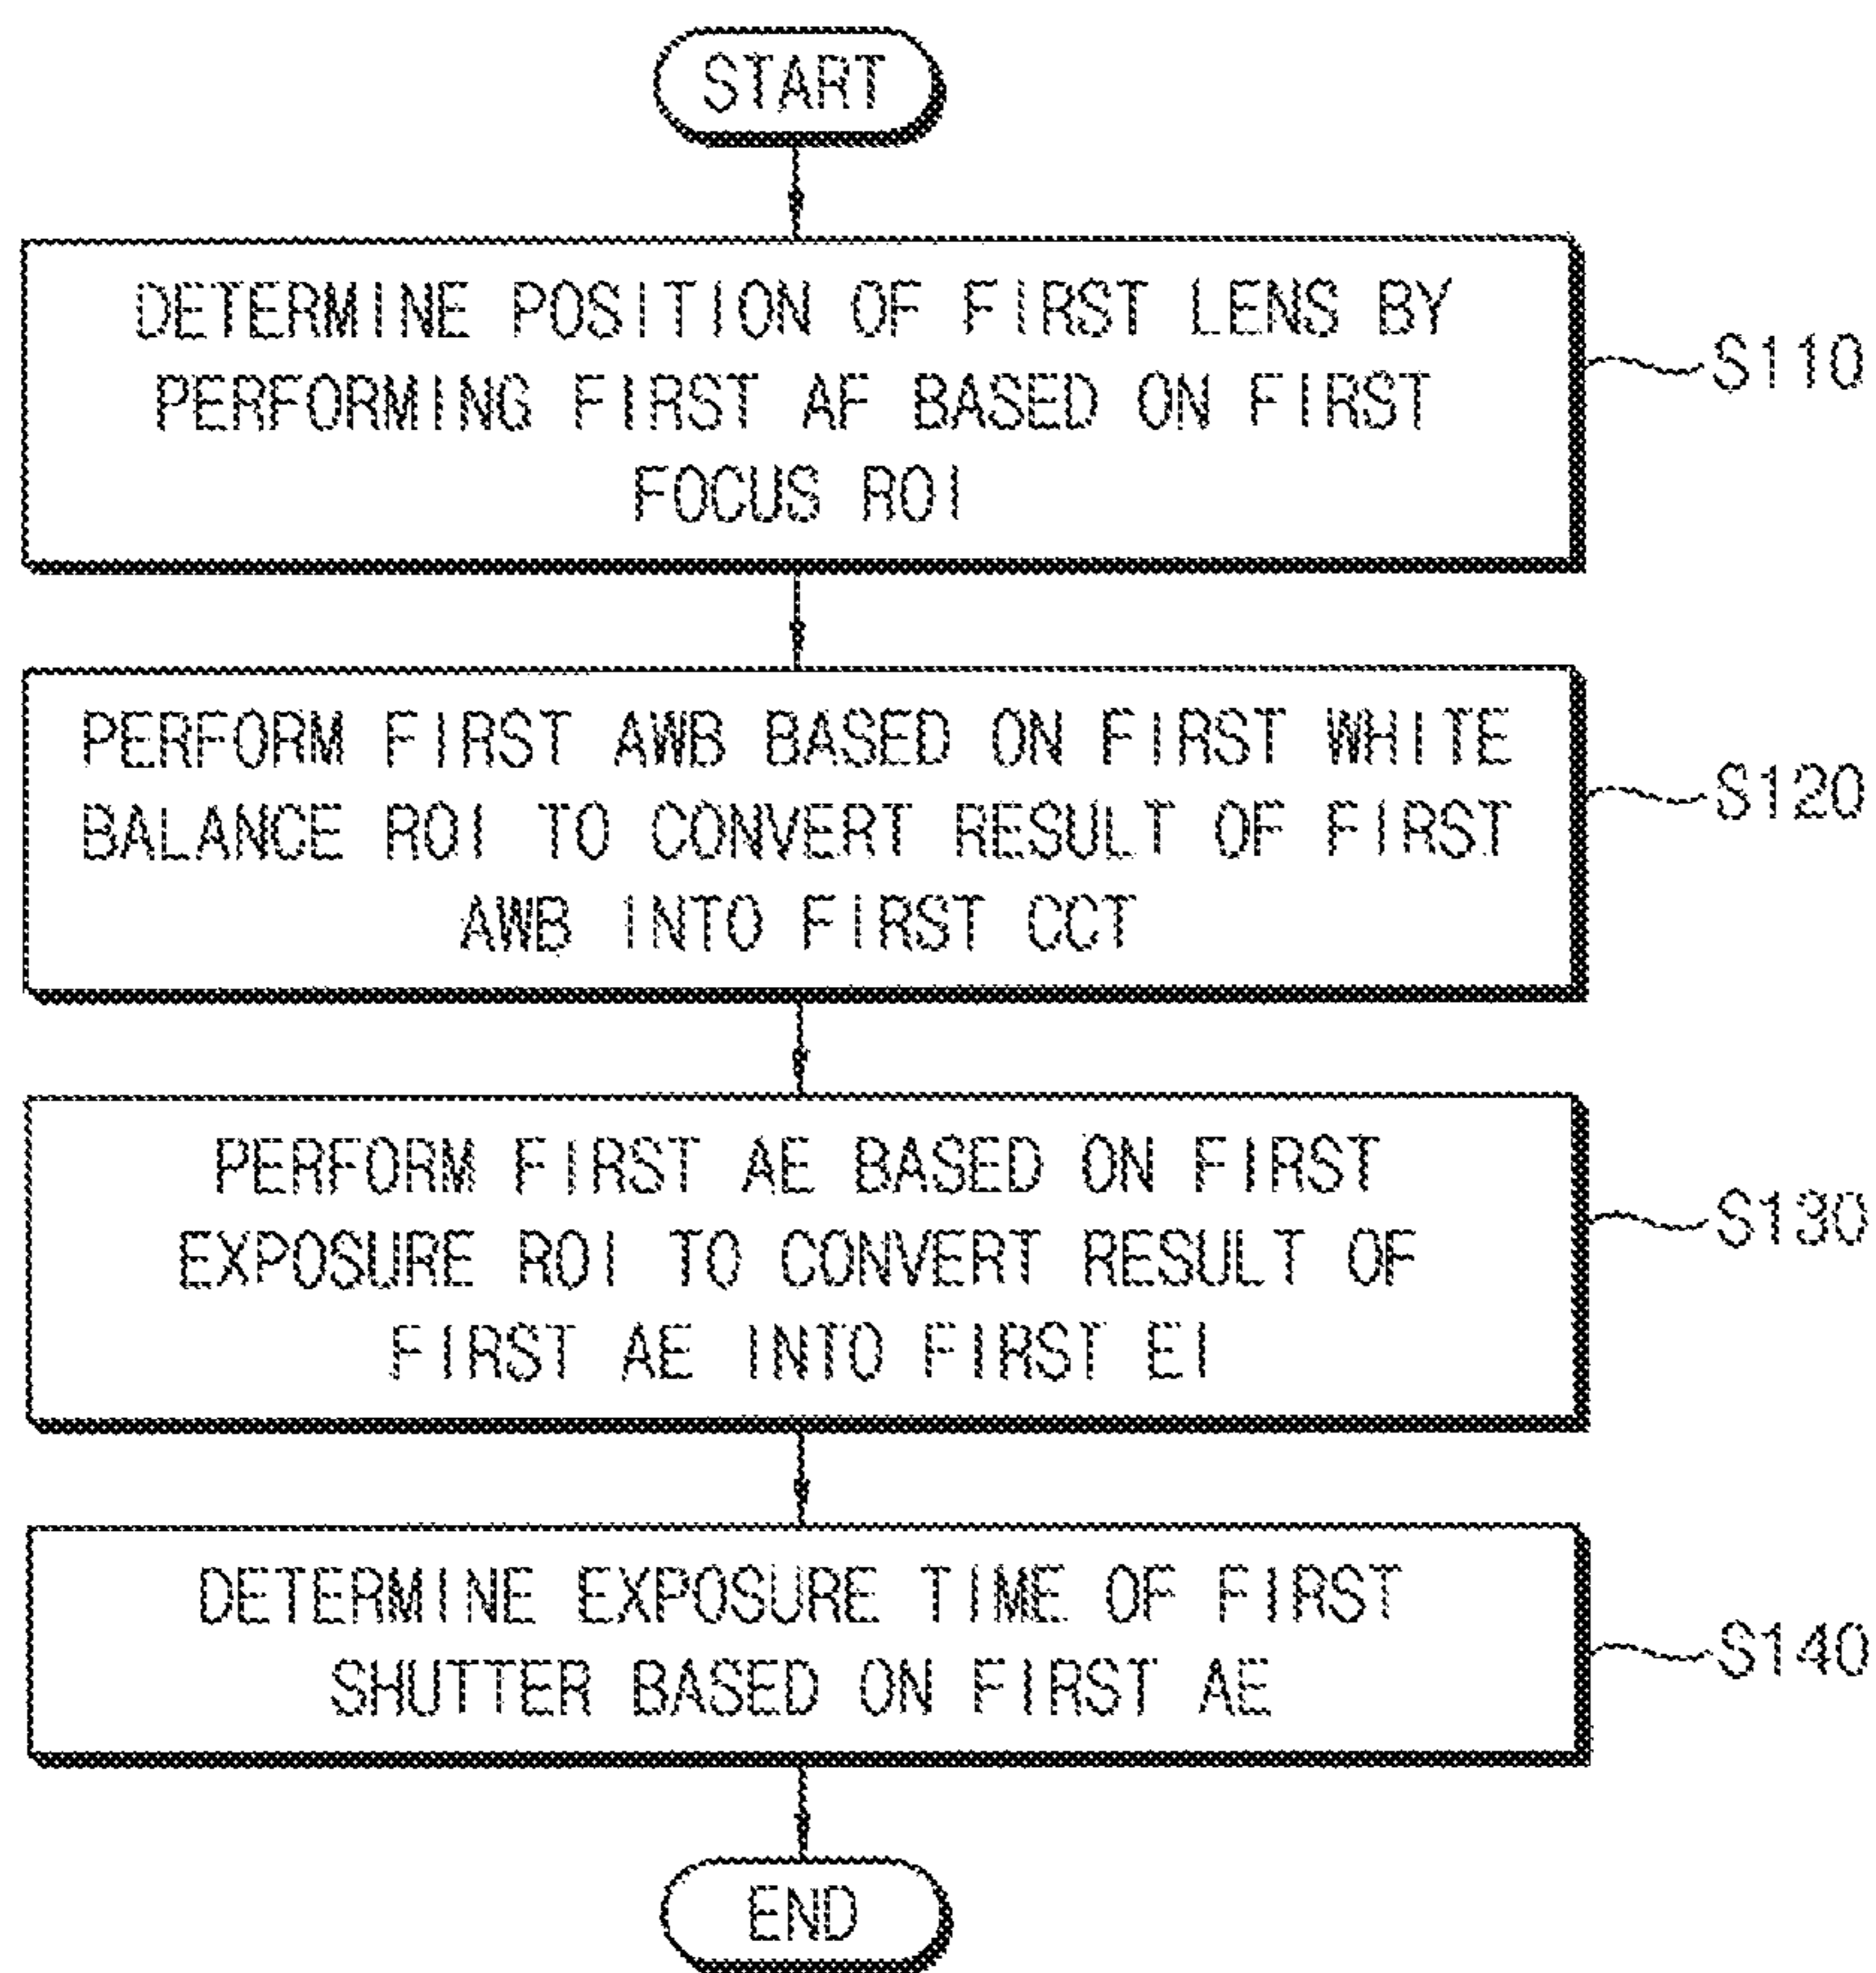 START
DETERMINE POSITION OF FIRST LENS BY
PERFORMING FIRST AF BASED ON FIRST
FOCUS ROI
S110
PERFORM FIRST AWB BASED ON FIRST WHITE
BALANCE ROI TO CONVERT RESULT OF FIRST
AWB INTO FIRST CCT
S120
PERFORM FIRST AE BASED ON FIRST
EXPOSURE ROI TO CONVERT RESULT OF
FIRST AE INTO FIRST EI
S130
DETERMINE EXPOSURE TIME OF FIRST
SHUTTER BASED ON FIRST AE
S140
END